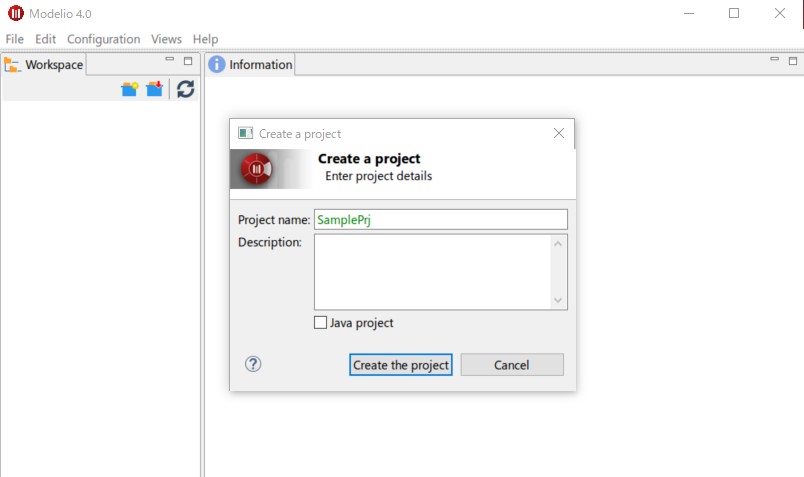 Modelio 4.0
File Edit Configuration Views Help
Workspace
Information
Create a project
Create a project
Enter project details
Project name: SamplePrj
Description:
Java project
Create the project Cancel